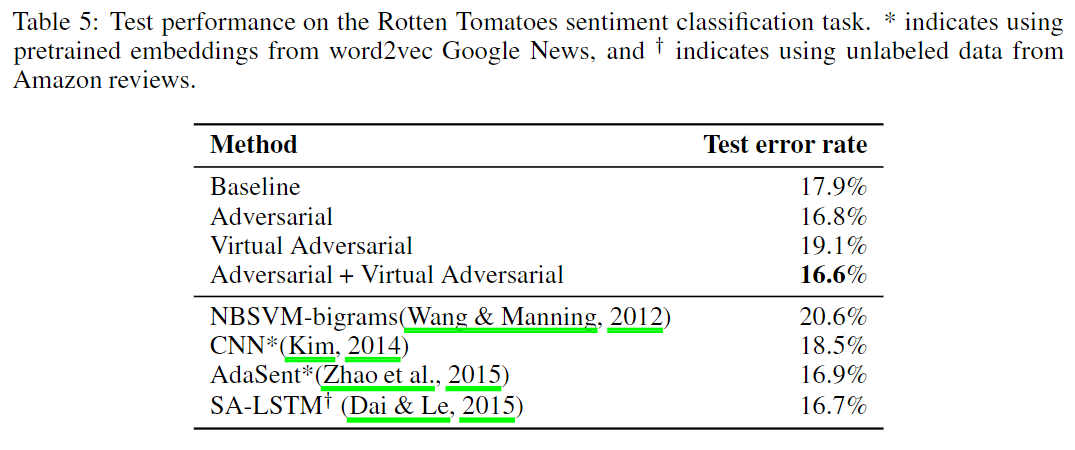 Table 5: Test performance on the Rotten Tomatoes sentiment classification task. * indicates using
pretrained embeddings from word2vec Google News, and † indicates using unlabeled data from
Amazon reviews.
Method Test error rate
Baseline 17.9%
Adversarial 16.8%
Virtual Adversarial 19.1%
Adversarial + Virtual Adversarial 16.6%
NBSVM-bigrams(Wang & Manning, 2012) 20.6%
CNN*(Kim, 2014) 18.5%
AdaSent*(Zhao et al., 2015) 16.9%
SA-LSTM† (Dai & Le, 2015) 16.7%